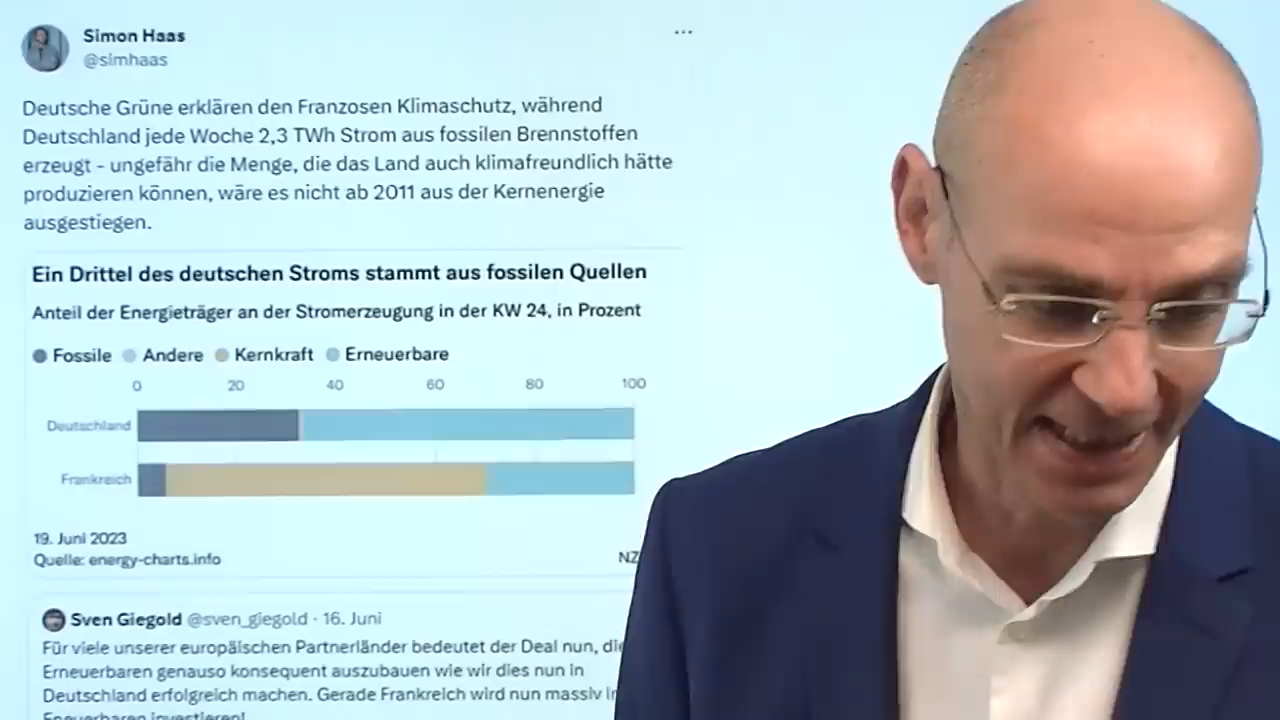 Simon Haas
@simhaas
Deutsche Grüne erklären den Franzosen Klimaschutz, während
Deutschland jede Woche 2,3 TWh Strom aus fossilen Brennstoffen
erzeugt - ungefähr die Menge, die das Land auch klimafreundlich hätte
produzieren können, wäre es nicht ab 2011 aus der Kernenergie
ausgestiegen.
Ein Drittel des deutschen Stroms stammt aus fossilen Quellen
Anteil der Energieträger an der Stromerzeugung in der KW 24, in Prozent
Fossile Andere Kernkraft Erneuerbare
0 20 40 60 80 100
Deutschland
Frankreich
19. Juni 2023
Quelle: energy-charts.info NZ
Sven Giegold @sven_giegold · 16. Juni
Für viele unserer europäischen Partnerländer bedeutet der Deal nun, die
Erneuerbaren genauso konsequent auszubauen wie wir dies nun in
Deutschland erfolgreich machen. Gerade Frankreich wird nun massiv in
Eneuerbaren investieren!